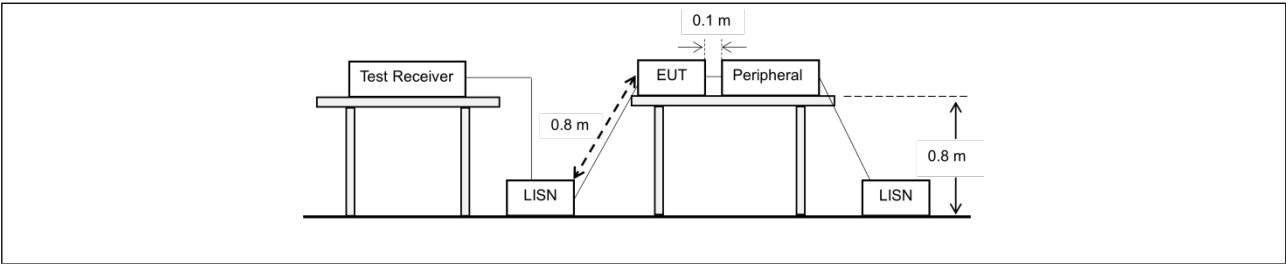 0.1 m
Test Receiver
EUT
Peripheral
0.8 m
0.8 m
LISN
LISN